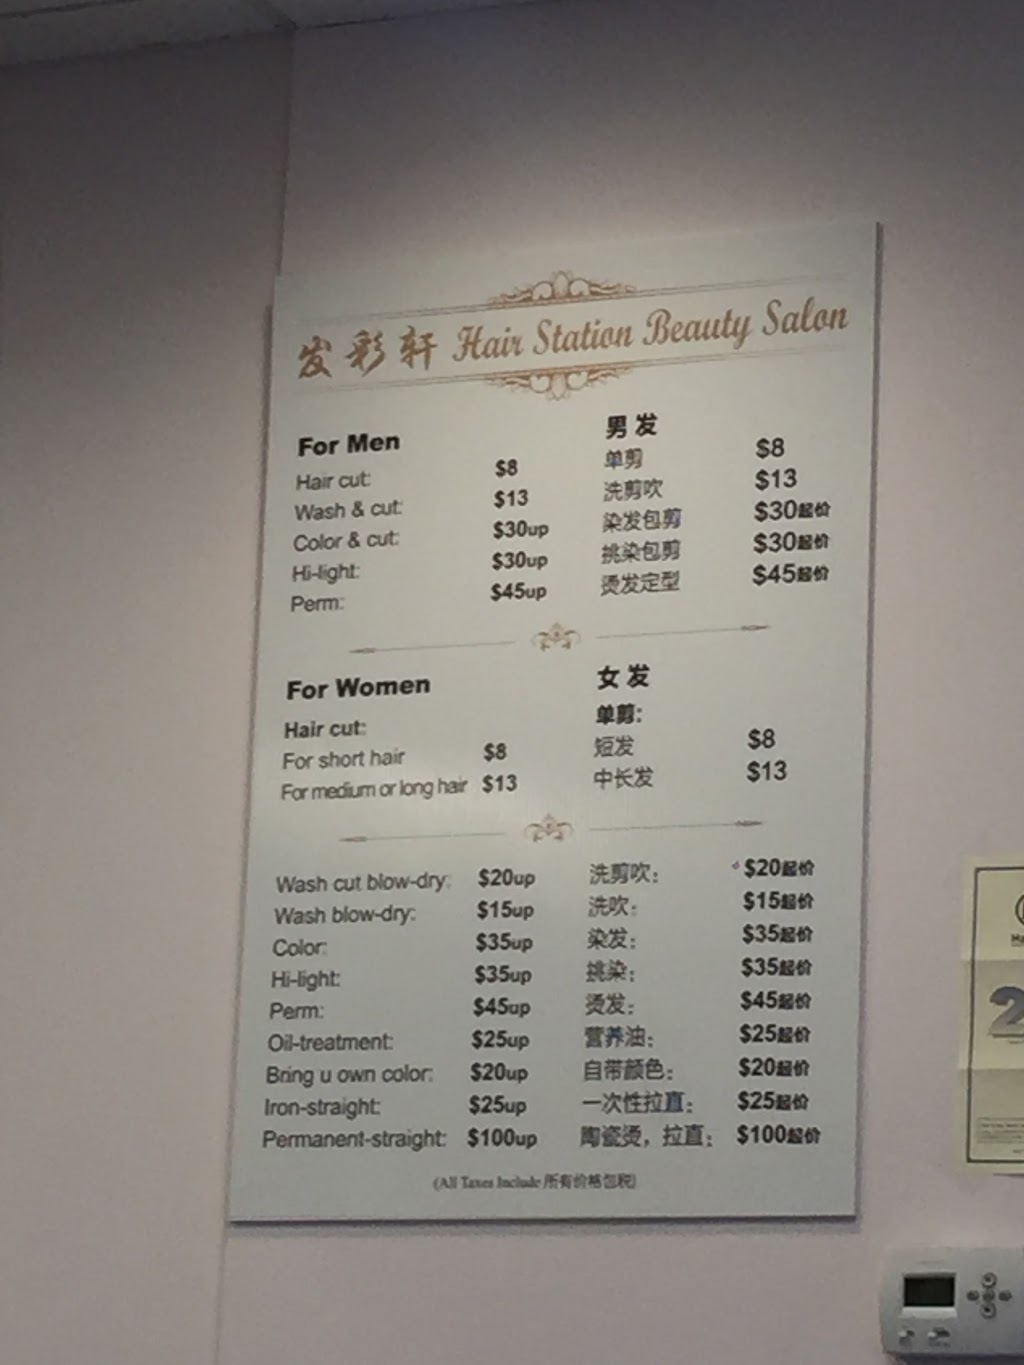 发彩轩 Hair Station Beauty Salon
For Men 男发
Hair cut: $8 单剪 $8
Wash & cut: $13 洗剪吹 $13
Color & cut: $30up 染发包剪 $30起价
Hi-light: $30up 挑染包剪 $30起价
Perm: $45up 烫发定型 $45起价
For Women 女发
Hair cut: 单剪:
For short hair $8 短发 $8
For medium or long hair $13 中长发 $13
Wash cut blow-dry: $20up 洗剪吹: $20起价
Wash blow-dry: $15up 洗吹: $15起价
Color: $35up 染发: $35起价
Hi-light: $35up 挑染: $35起价
Perm: $45up 烫发: $45起价
Oil-treatment: $25up 营养油: $25起价
Bring u own color: $20up 自带颜色: $20起价
Iron-straight: $25up 一次性拉直: $25起价
Permanent-straight: $100up 陶瓷烫，拉直: $100起价
(All Taxes Include 所有价格包税)
2